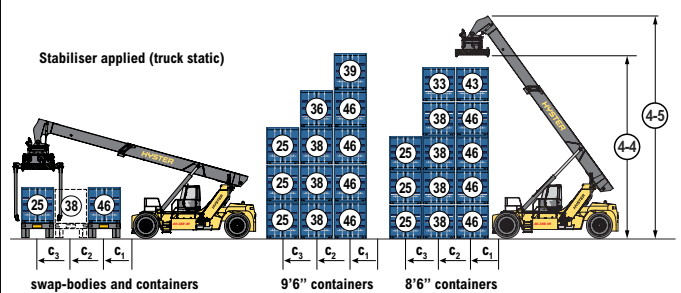 Stabiliser applied (truck static)
39
33 43
36 46
HYSTER
38 46
4-5
4-4
25 38 46
25 38 46
HYSTER
25 38 46
38 46
25 38 46
25 38 46
25 38 46
c3 c2 c1
c3 c2 c1
c3 c2 c1
swap-bodies and containers
9'6" containers
8'6" containers